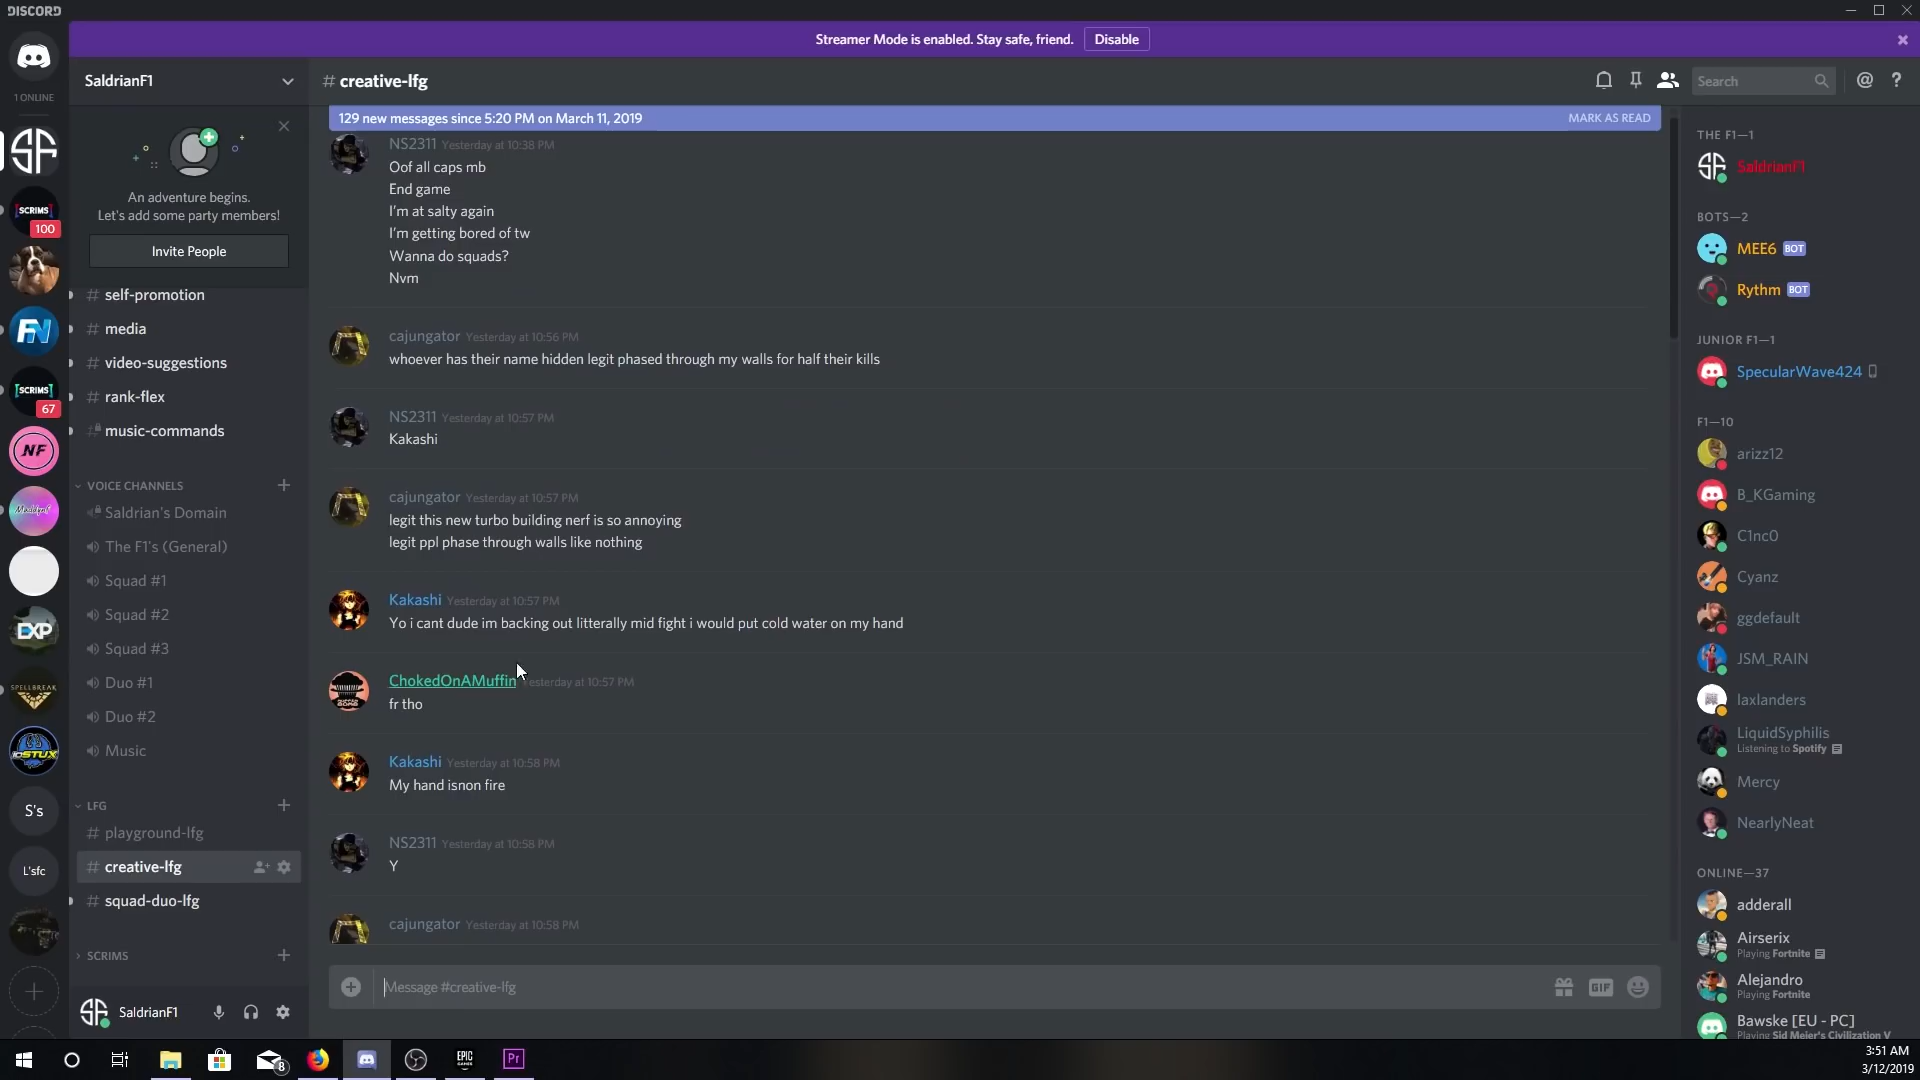 DISCORD
Streamer Mode is enabled. Stay safe, friend.
Disable
1 ONLINE
SCRIMS
100
FN
SCRIMS
67
NF
EXP
SPELLBREAK
S's
L'sfc
SaldrianF1
An adventure begins.
Let's add some party members!
Invite People
# self-promotion
# media
# video-suggestions
# rank-flex
# music-commands
VOICE CHANNELS
Saldrian's Domain
The F1's (General)
Squad #1
Squad #2
Squad #3
Duo #1
Duo #2
Music
LFG
# playground-lfg
# creative-lfg
# squad-duo-lfg
SCRIMS
SaldrianF1
# creative-lfg
Search
129 new messages since 5:20 PM on March 11, 2019
MARK AS READ
NS2311 Yesterday at 10:38 PM
Oof all caps mb
End game
I'm at salty again
I'm getting bored of tw
Wanna do squads?
Nvm
cajungator Yesterday at 10:56 PM
whoever has their name hidden legit phased through my walls for half their kills
NS2311 Yesterday at 10:57 PM
Kakashi
cajungator Yesterday at 10:57 PM
legit this new turbo building nerf is so annoying
legit ppl phase through walls like nothing
Kakashi Yesterday at 10:57 PM
Yo i cant dude im backing out litterally mid fight i would put cold water on my hand
ChokedOnAMuffin Yesterday at 10:57 PM
fr tho
Kakashi Yesterday at 10:58 PM
My hand isnon fire
NS2311 Yesterday at 10:58 PM
Y
cajungator Yesterday at 10:58 PM
Message #creative-lfg
GIF
THE F1—1
SaldrianF1
BOTS—2
MEE6 BOT
Rythm BOT
JUNIOR F1—1
SpecularWave424
F1—10
arizz12
B_KGaming
C1nc0
Cyanz
ggdefault
JSM_RAIN
laxlanders
LiquidSyphilis
Listening to Spotify
Mercy
NearlyNeat
ONLINE—37
adderall
Airserix
Playing Fortnite
Alejandro
Playing Fortnite
Bawske [EU - PC]
Playing Sid Meier's Civilization V
8
EPIC
GAMES
Pr
3:51 AM
3/12/2019